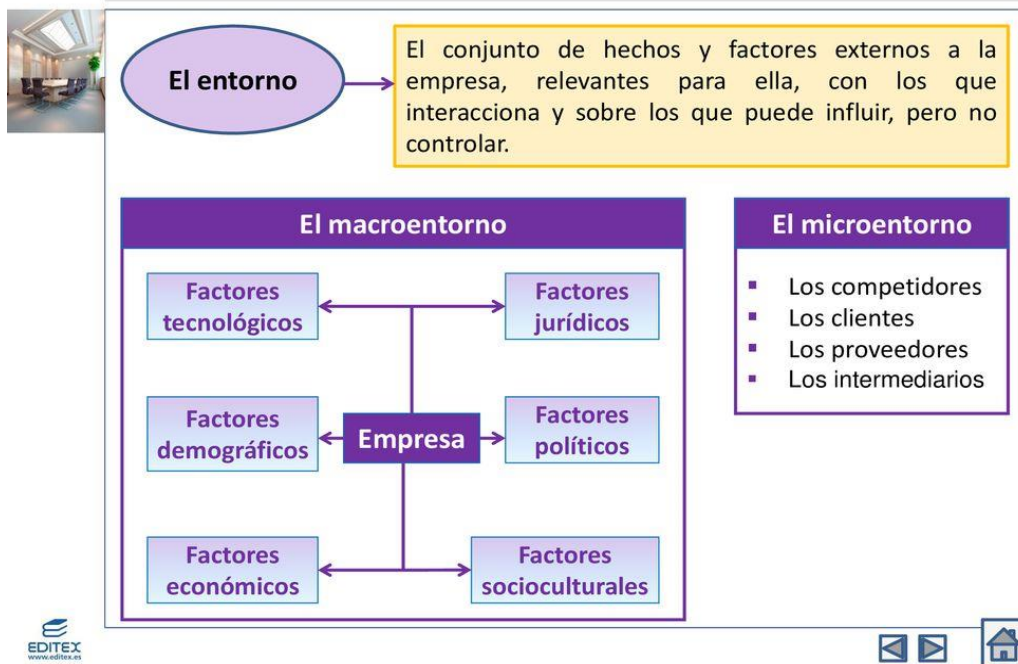 El entorno
El conjunto de hechos y factores externos a la
empresa, relevantes para ella, con los que
interacciona y sobre los que puede influir, pero no
controlar.
El macroentorno
Factores
tecnológicos
Factores
jurídicos
Factores
demográficos
Empresa
Factores
políticos
Factores
económicos
Factores
socioculturales
El microentorno
▪ Los competidores
▪ Los clientes
▪ Los proveedores
▪ Los intermediarios
EDITEX
www.editex.es